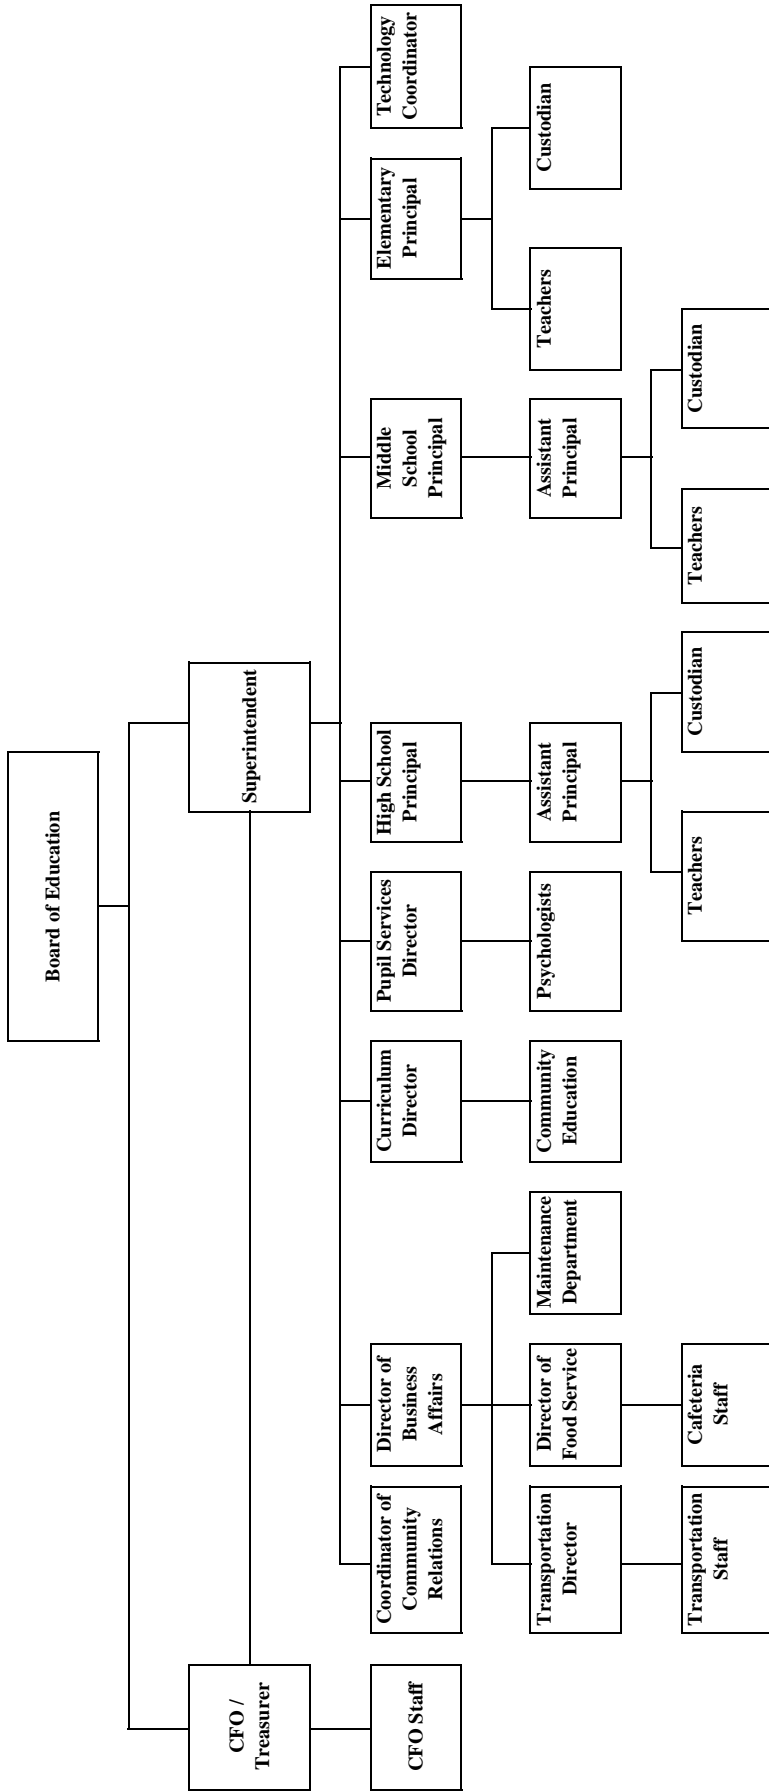 Board of Education
CFO /
Treasurer
Superintendent
CFO Staff
Coordinator of
Community
Relations
Director of
Business
Affairs
Curriculum
Director
Pupil Services
Director
High School
Principal
Middle
School
Principal
Elementary
Principal
Technology
Coordinator
Transportation
Director
Director of
Food Service
Maintenance
Department
Community
Education
Psychologists
Assistant
Principal
Assistant
Principal
Teachers
Custodian
Transportation
Staff
Cafeteria
Staff
Teachers
Custodian
Teachers
Custodian